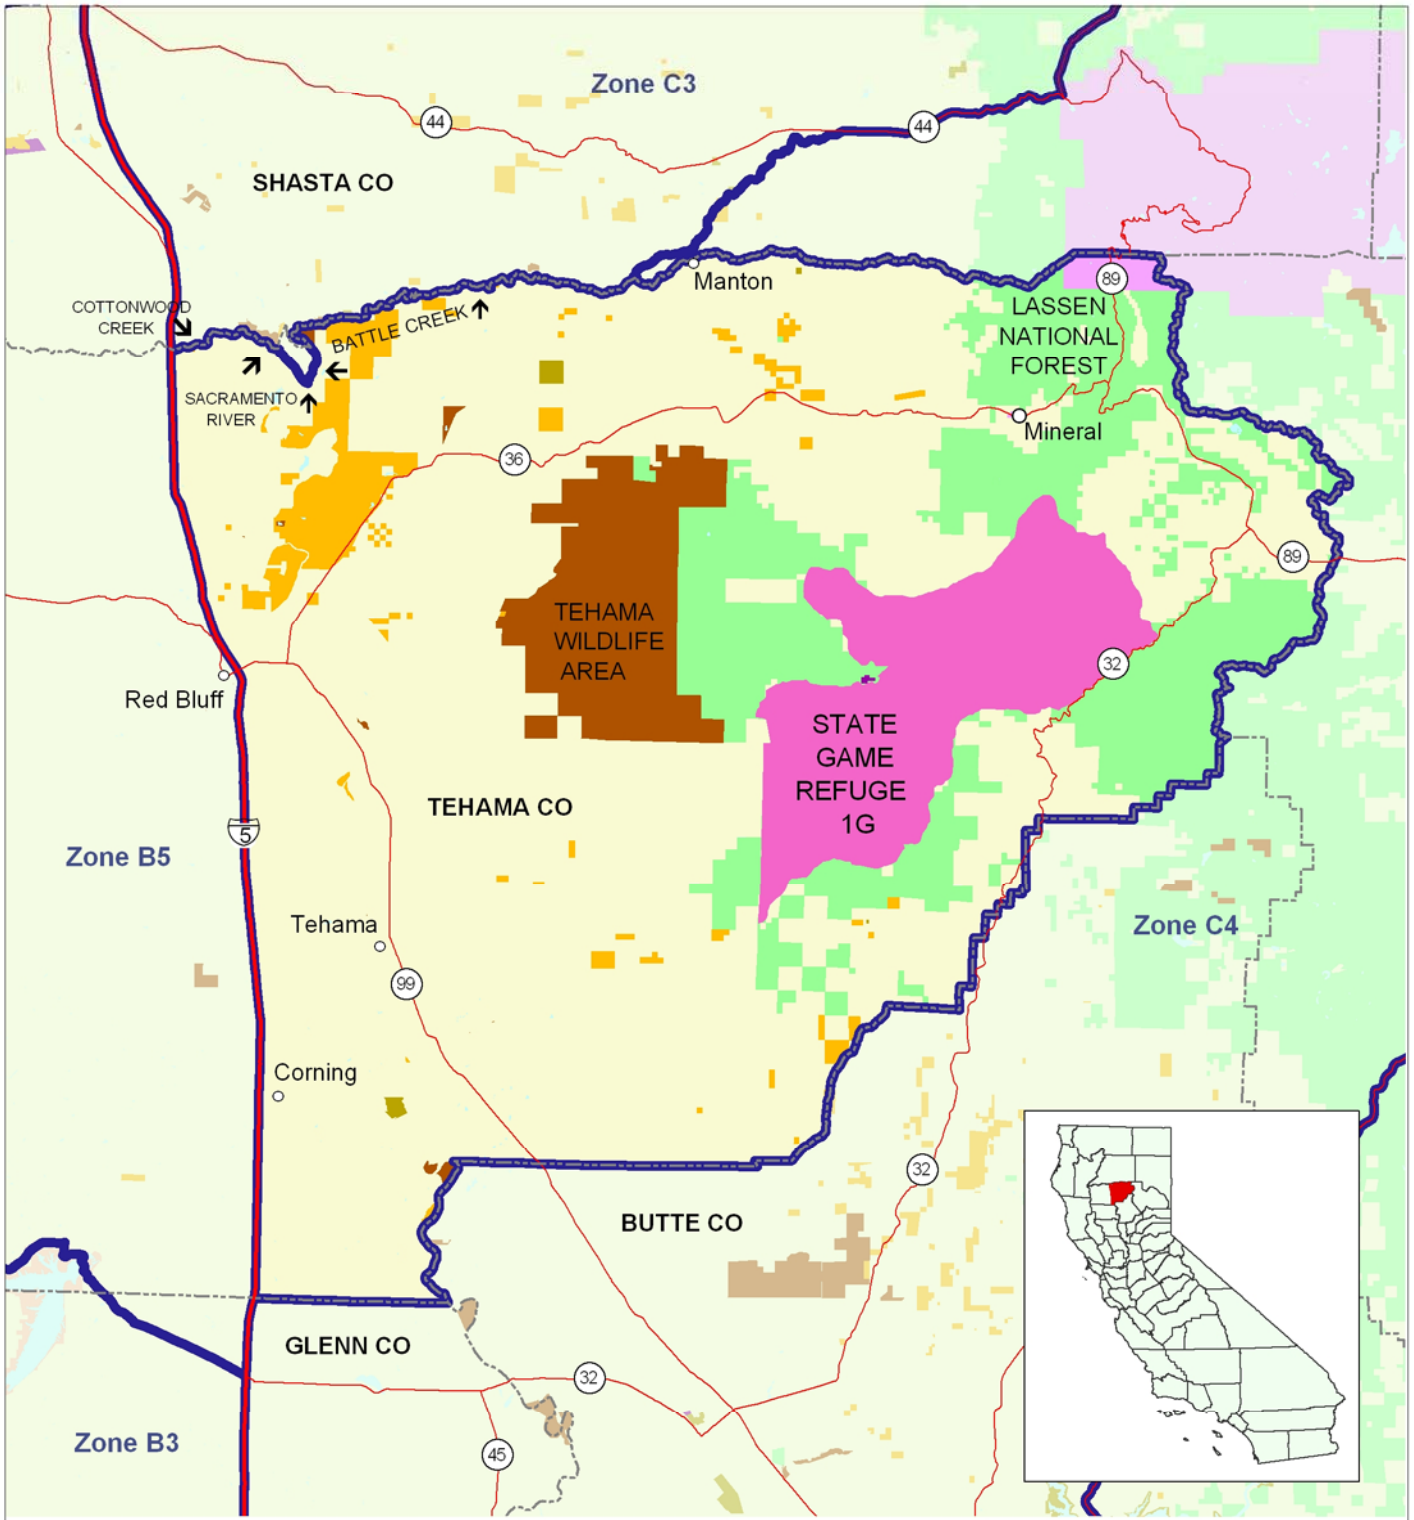 Zone C3
44
44
SHASTA CO
Manton
89
COTTONWOOD
CREEK
BATTLE CREEK
LASSEN
NATIONAL
FOREST
SACRAMENTO
RIVER
Mineral
36
89
TEHAMA
WILDLIFE
AREA
32
Red Bluff
STATE
GAME
REFUGE
1G
TEHAMA CO
5
Zone B5
Tehama
Zone C4
99
Corning
32
BUTTE CO
GLENN CO
32
Zone B3
45